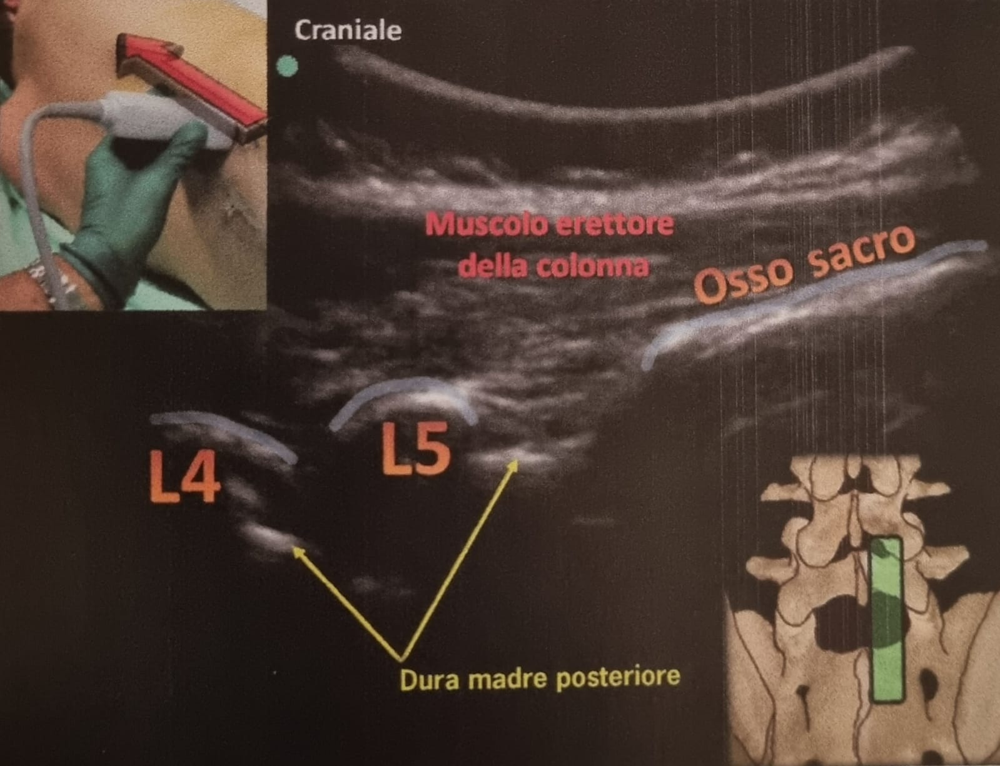 Craniale
Muscolo erettore
della colonna
Osso sacro
L4
L5
Dura madre posteriore